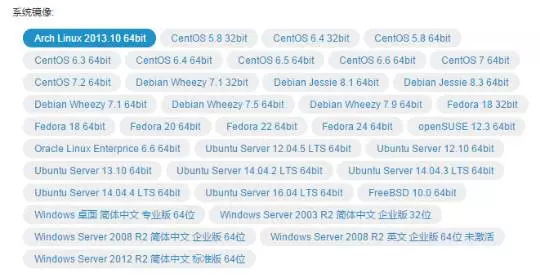 系统镜像:
Arch Linux 2013.10 64bit CentOS 5.8 32bit CentOS 6.4 32bit CentOS 5.8 64bit
CentOS 6.3 64bit CentOS 6.4 64bit CentOS 6.5 64bit CentOS 6.6 64bit CentOS 7 64bit
CentOS 7.2 64bit Debian Wheezy 7.1 32bit Debian Jessie 8.1 64bit Debian Jessie 8.3 64bit
Debian Wheezy 7.1 64bit Debian Wheezy 7.5 64bit Debian Wheezy 7.9 64bit Fedora 18 32bit
Fedora 18 64bit Fedora 20 64bit Fedora 22 64bit Fedora 24 64bit openSUSE 12.3 64bit
Oracle Linux Enterprice 6.6 64bit Ubuntu Server 12.04.5 LTS 64bit Ubuntu Server 12.10 64bit
Ubuntu Server 13.10 64bit Ubuntu Server 14.04.2 LTS 64bit Ubuntu Server 14.04.3 LTS 64bit
Ubuntu Server 14.04.4 LTS 64bit Ubuntu Server 16.04 LTS 64bit FreeBSD 10.0 64bit
Windows 桌面 简体中文 专业版 64位 Windows Server 2003 R2 简体中文 企业版 32位
Windows Server 2008 R2 简体中文 企业版 64位 Windows Server 2008 R2 英文 企业版 64位 未激活
Windows Server 2012 R2 简体中文 标准版 64位